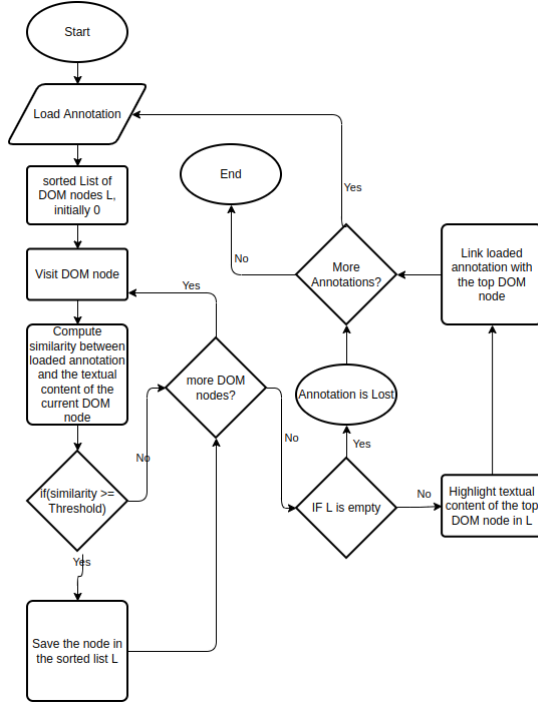 Start
Load Annotation
sorted List of
DOM nodes L,
initially 0
Visit DOM node
Compute
similarity between
loaded annotation
and the textual
content of the
current DOM
node
if(similarity >=
Threshold)
Yes
No
Save the node in
the sorted list L
more DOM
nodes?
Yes
No
IF L is empty
Yes
No
Annotation is Lost
More
Annotations?
Yes
No
End
Highlight textual
content of the top
DOM node in L
Link loaded
annotation with
the top DOM
node